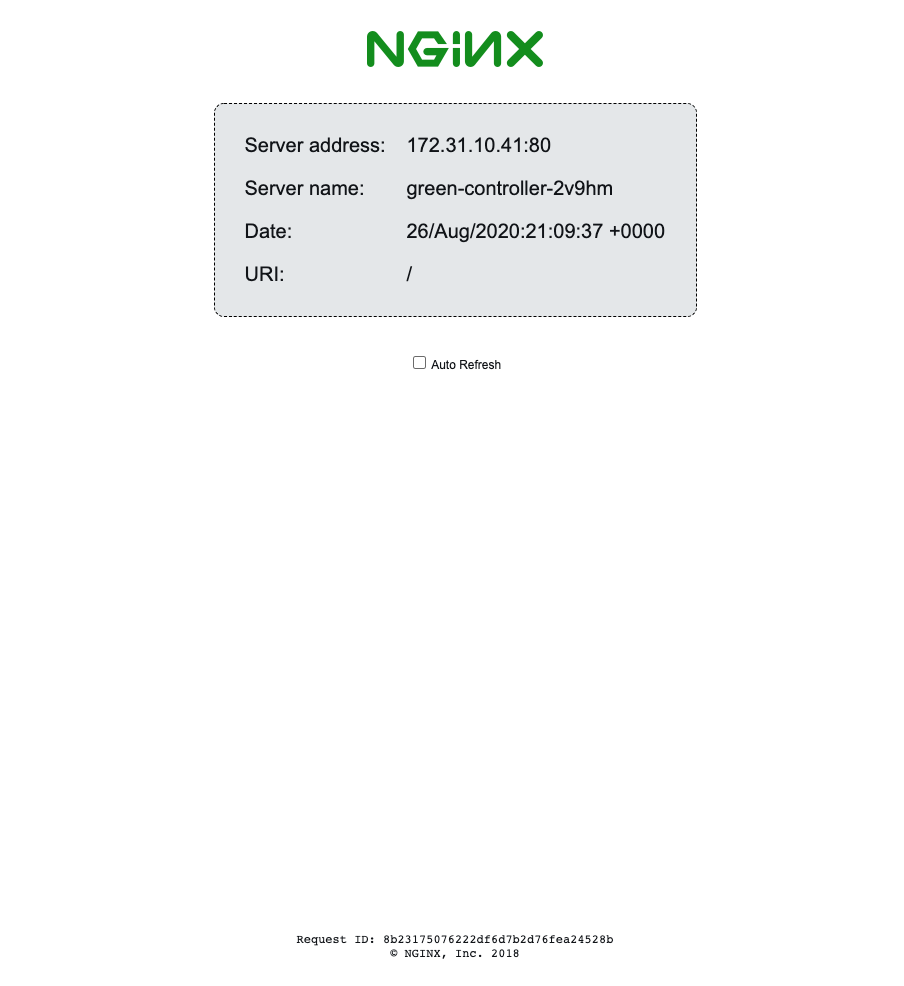 NGINX
Server address: 172.31.10.41:80
Server name: green-controller-2v9hm
Date: 26/Aug/2020:21:09:37 +0000
URI: /
Auto Refresh
Request ID: 8b23175076222df6d7b2d76fea24528b
© NGINX, Inc. 2018